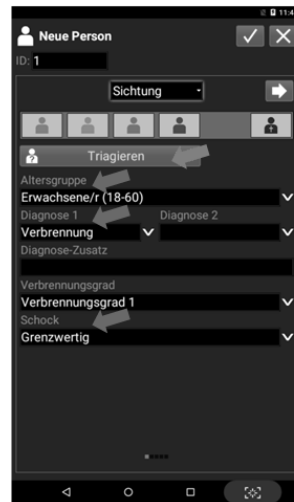 11:4
Neue Person
ID: 1
Sichtung
Triagieren
Altersgruppe
Erwachsene/r (18-60)
Diagnose 1 Diagnose 2
Verbrennung
Diagnose-Zusatz
Verbrennungsgrad
Verbrennungsgrad 1
Schock
Grenzwertig